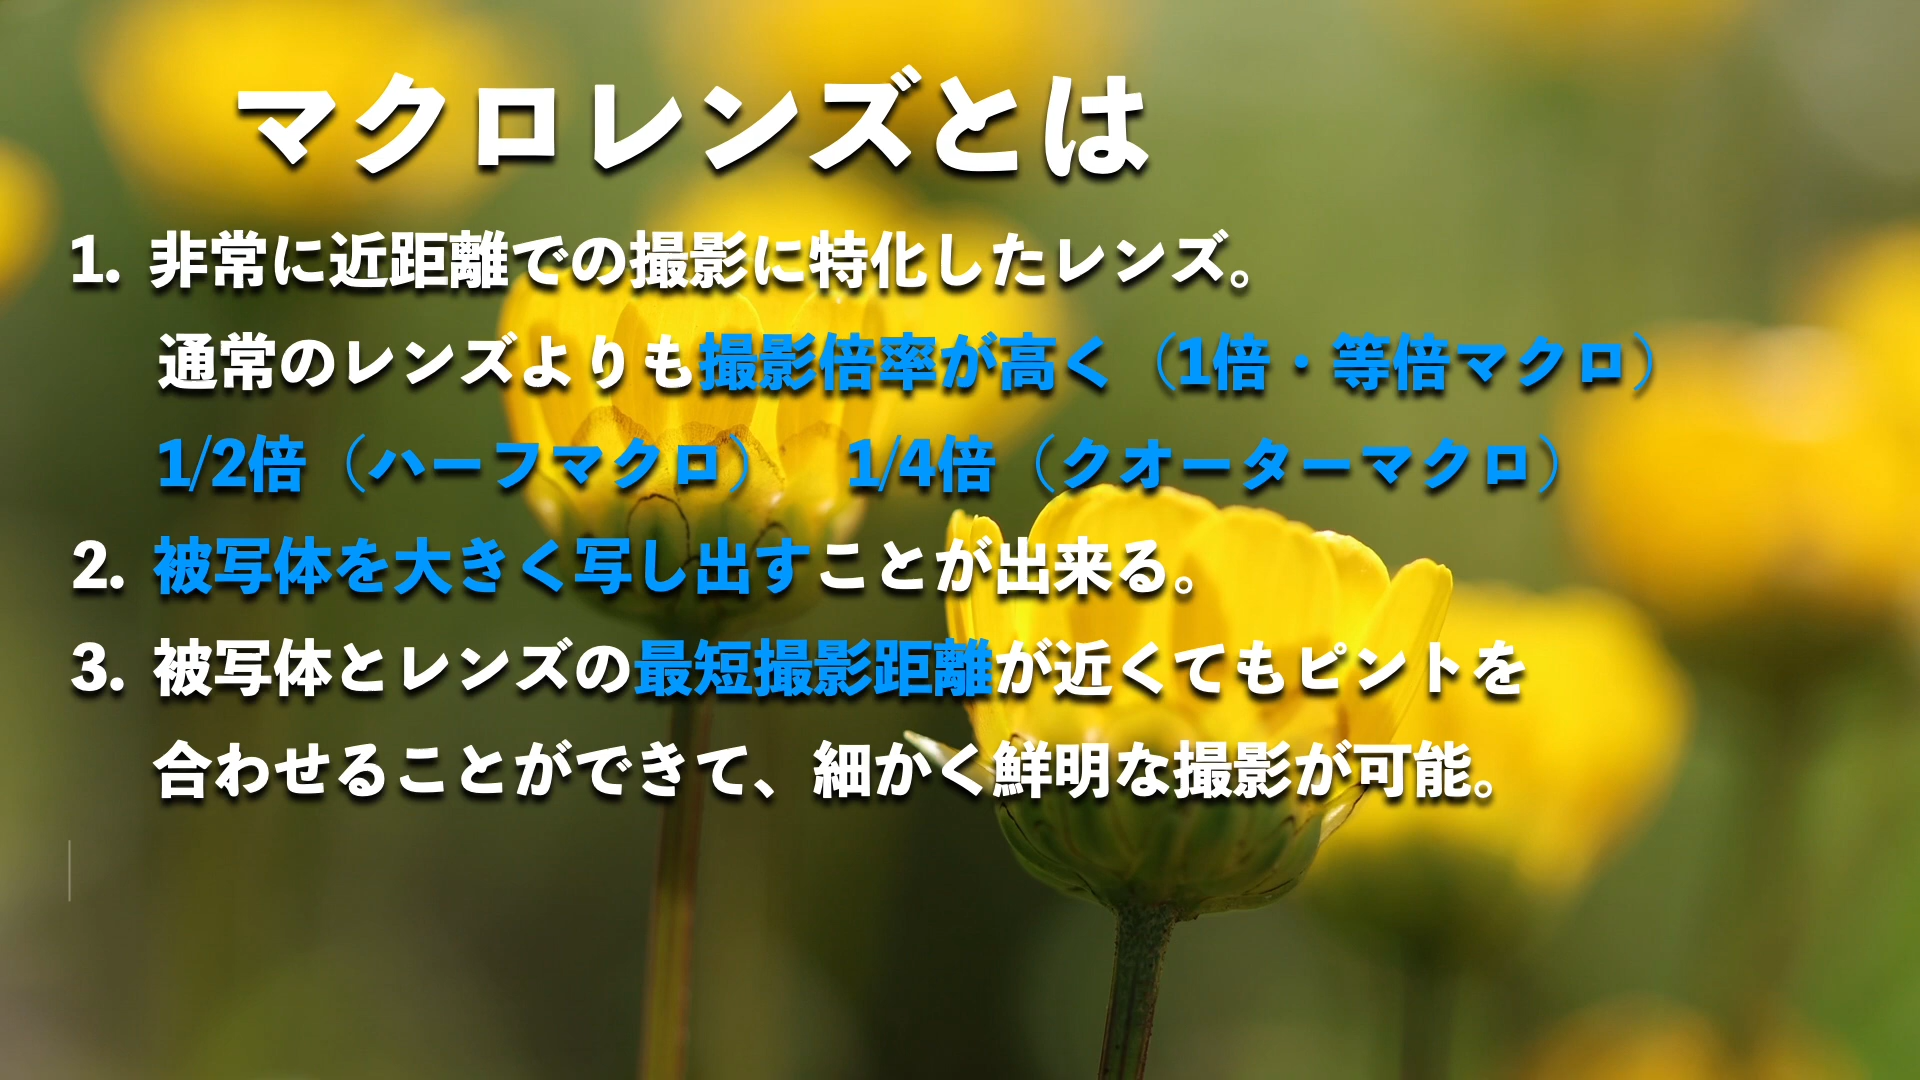 マクロレンズとは
1. 非常に近距離での撮影に特化したレンズ。
通常のレンズよりも撮影倍率が高く（1倍・等倍マクロ）
1/2倍（ハーフマクロ）　1/4倍（クオーターマクロ）
2. 被写体を大きく写し出すことが出来る。
3. 被写体とレンズの最短撮影距離が近くてもピントを
合わせることができて、細かく鮮明な撮影が可能。